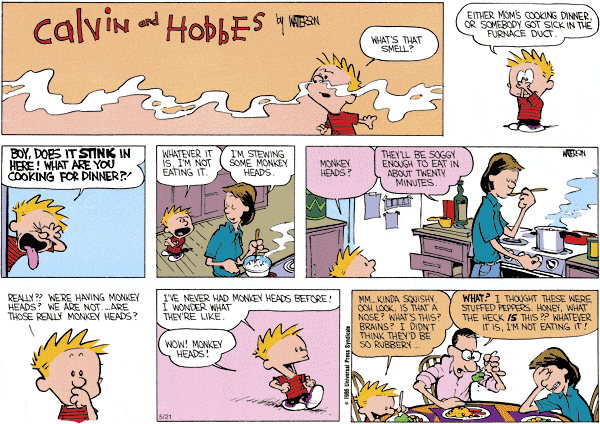 Calvin and Hobbes
by WATTERSON
WHAT'S THAT
SMELL?
EITHER MOM'S COOKING DINNER,
OR SOMEBODY GOT SICK IN THE
FURNACE DUCT.
BOY, DOES IT STINK IN
HERE! WHAT ARE YOU
COOKING FOR DINNER?!
WHATEVER IT
IS, I'M NOT
EATING IT.
I'M STEWING
SOME MONKEY
HEADS.
MONKEY
HEADS?
THEY'LL BE SOGGY
ENOUGH TO EAT IN
ABOUT TWENTY
MINUTES.
WATTERSON
REALLY?? WE'RE HAVING MONKEY
HEADS? WE ARE NOT. ...ARE
THOSE REALLY MONKEY HEADS?
I'VE NEVER HAD MONKEY HEADS BEFORE!
I WONDER WHAT
THEY'RE LIKE.
WOW! MONKEY
HEADS!
5/21
© 1986 Universal Press Syndicate
MM.. KINDA SQUISHY.
OOH LOOK, IS THAT A
NOSE? WHAT'S THIS?
BRAINS? I DIDN'T
THINK THEY'D BE
SO RUBBERY...
WHAT? I THOUGHT THESE WERE
STUFFED PEPPERS. HONEY, WHAT
THE HECK IS THIS?? WHATEVER
IT IS, I'M NOT EATING IT!